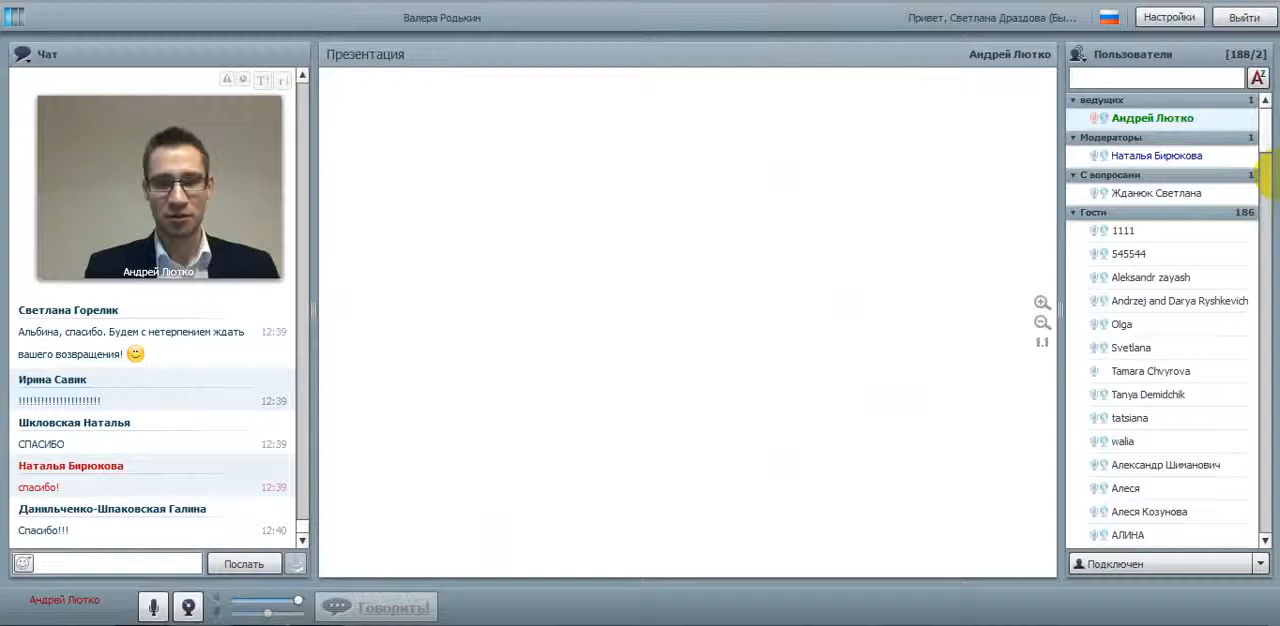 Валера Родькин
Привет, Светлана Драздова (Бы...
Настройки
Выйти
Чат
Андрей Лютко
Светлана Горелик
Альбина, спасибо. Будем с нетерпением ждать 12:39
вашего возвращения!
Ирина Савик
!!!!!!!!!!!!!!!!!!!!!! 12:39
Шкловская Наталья
СПАСИБО 12:39
Наталья Бирюкова
спасибо! 12:39
Данильченко-Шпаковская Галина
Спасибо!!! 12:40
Послать
Презентация
Андрей Лютко
1.1
Пользователи [188/2]
ведущих 1
Андрей Лютко
Модераторы 1
Наталья Бирюкова
С вопросами 1
Жданюк Светлана
Гости 186
1111
545544
Aleksandr zayash
Andrzej and Darya Ryshkevich
Olga
Svetlana
Tamara Chvyrova
Tanya Demidchik
tatsiana
walia
Александр Шиманович
Алеся
Алеся Козунова
АЛИНА
Подключен
Андрей Лютко
Говорить!